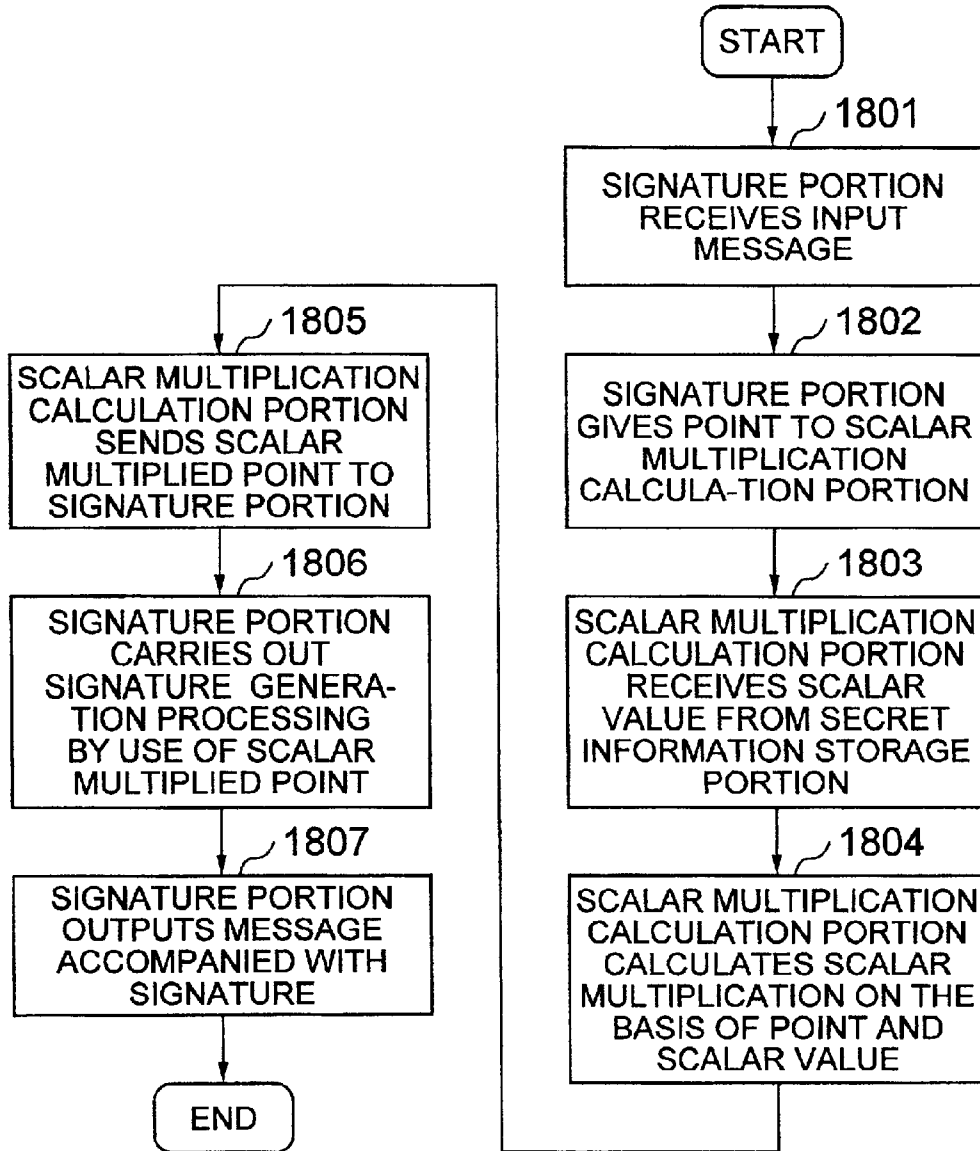 START
1801
SIGNATURE PORTION
RECEIVES INPUT
MESSAGE
1802
SIGNATURE PORTION
GIVES POINT TO SCALAR
MULTIPLICATION
CALCULA-TION PORTION
1803
SCALAR MULTIPLICATION
CALCULATION PORTION
RECEIVES SCALAR
VALUE FROM SECRET
INFORMATION STORAGE
PORTION
1804
SCALAR MULTIPLICATION
CALCULATION PORTION
CALCULATES SCALAR
MULTIPLICATION ON THE
BASIS OF POINT AND
SCALAR VALUE
1805
SCALAR MULTIPLICATION
CALCULATION PORTION
SENDS SCALAR
MULTIPLIED POINT TO
SIGNATURE PORTION
1806
SIGNATURE PORTION
CARRIES OUT
SIGNATURE GENERA-
TION PROCESSING
BY USE OF SCALAR
MULTIPLIED POINT
1807
SIGNATURE PORTION
OUTPUTS MESSAGE
ACCOMPANIED WITH
SIGNATURE
END